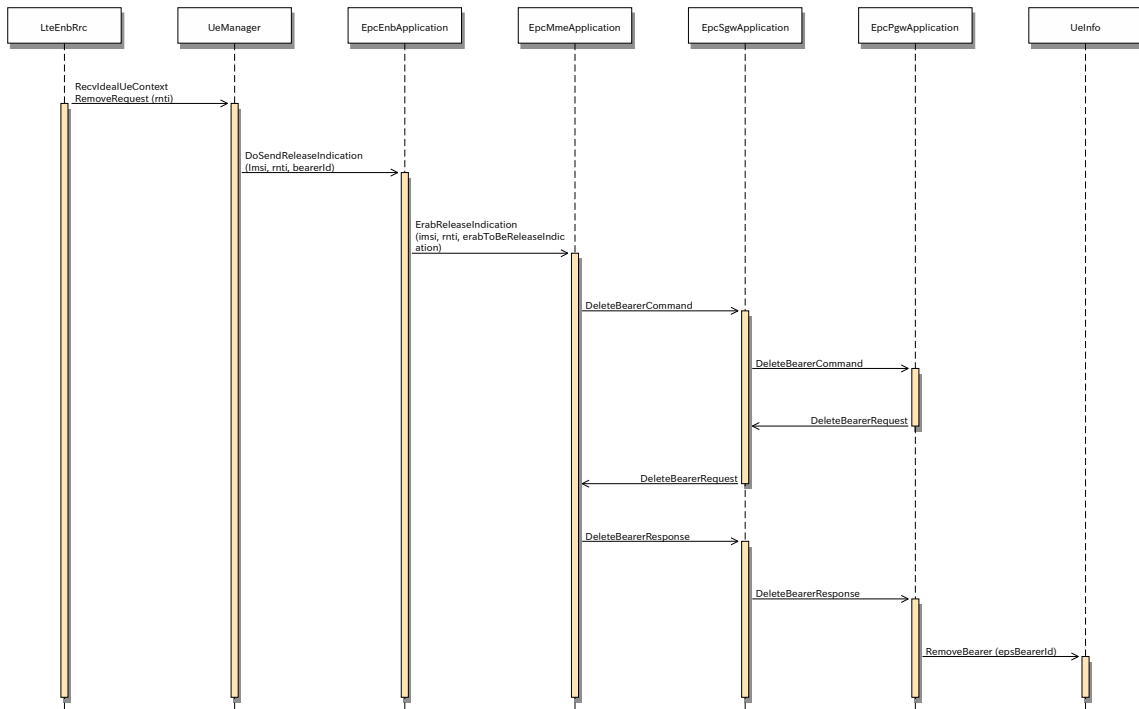 LteEnbRrc
UeManager
EpcEnbApplication
EpcMmeApplication
EpcSgwApplication
EpcPgwApplication
UeInfo
RecvIdealUeContext
RemoveRequest (rnti)
DoSendReleaseIndication
(Imsi, rnti, bearerId)
ErabReleaseIndication
(imsi, rnti, erabToBeReleaseIndic
ation)
DeleteBearerCommand
DeleteBearerCommand
DeleteBearerRequest
DeleteBearerRequest
DeleteBearerResponse
DeleteBearerResponse
RemoveBearer (epsBearerId)